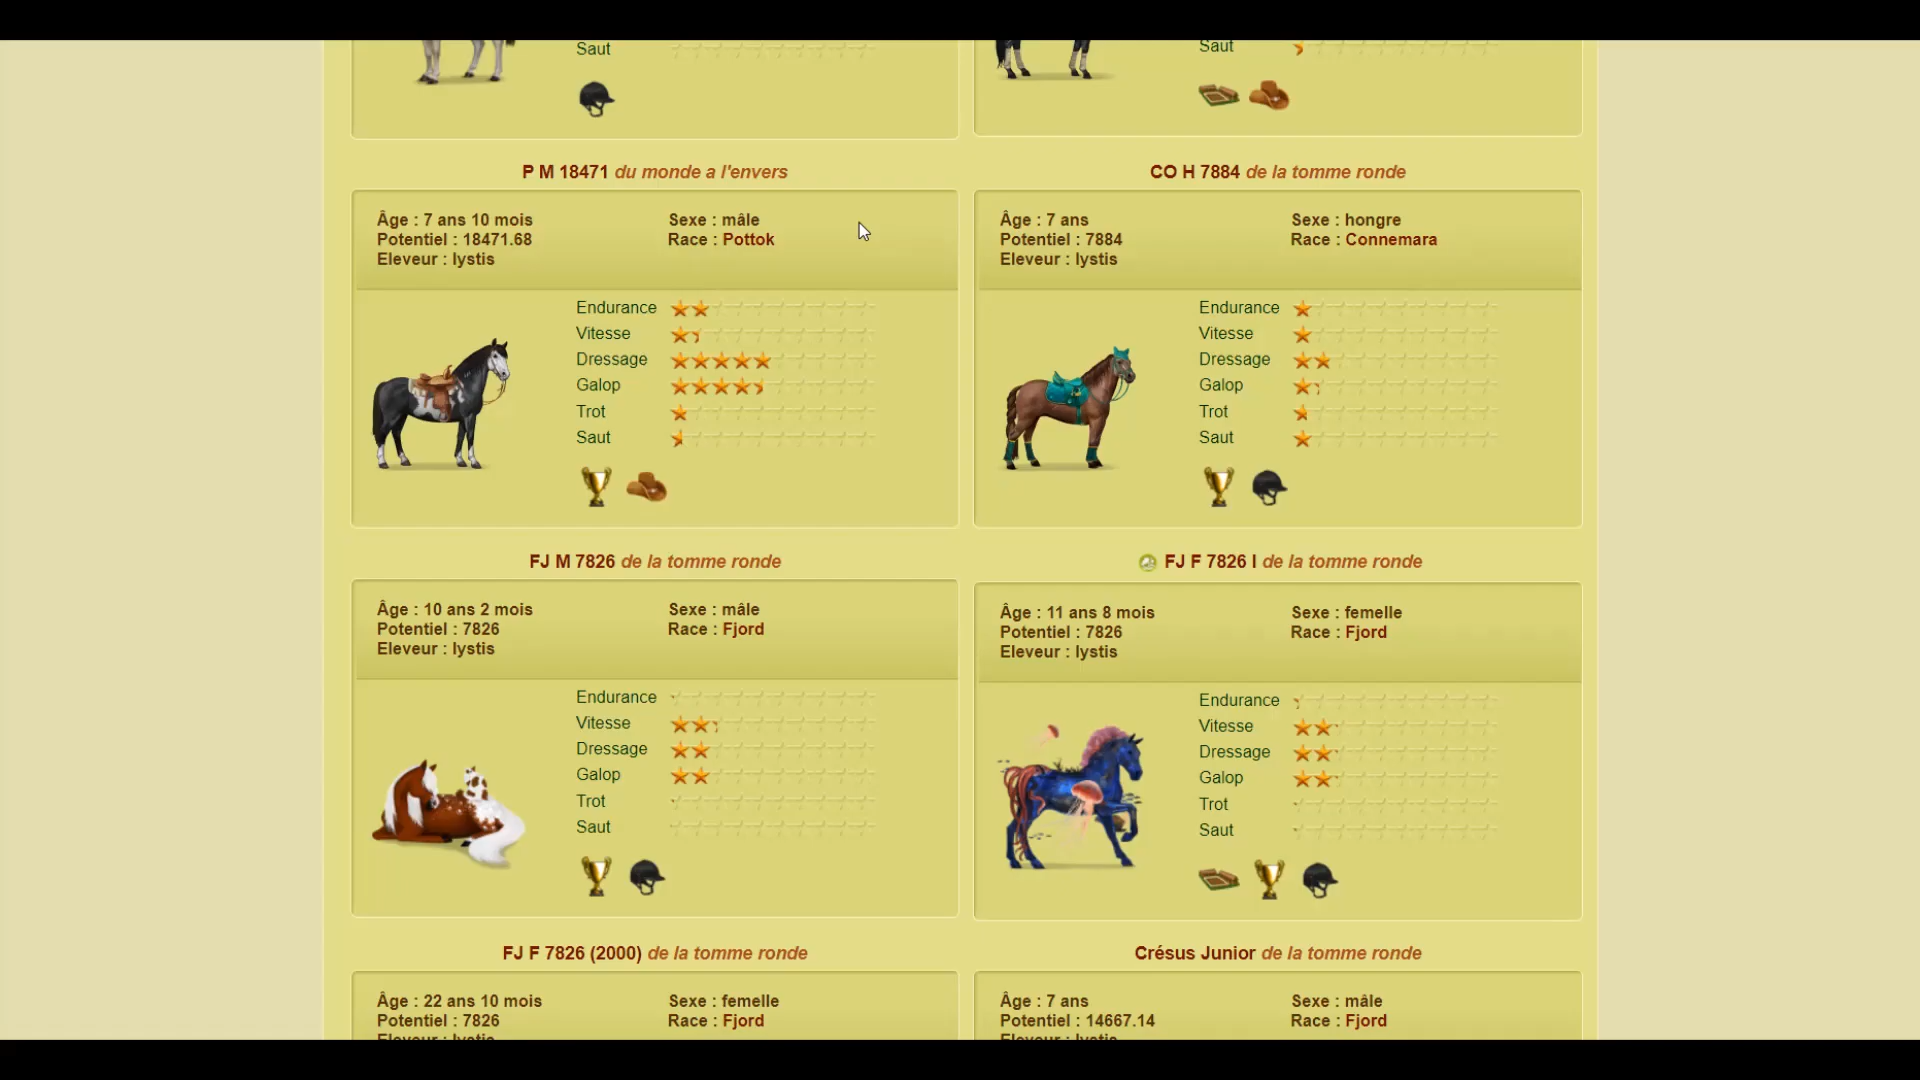 Saut
Saut
P M 18471 du monde a l'envers
Âge : 7 ans 10 mois
Potentiel : 18471.68
Eleveur : lystis
Sexe : mâle
Race : Pottok
Endurance
Vitesse
Dressage
Galop
Trot
Saut
CO H 7884 de la tomme ronde
Âge : 7 ans
Potentiel : 7884
Eleveur : lystis
Sexe : hongre
Race : Connemara
Endurance
Vitesse
Dressage
Galop
Trot
Saut
FJ M 7826 de la tomme ronde
Âge : 10 ans 2 mois
Potentiel : 7826
Eleveur : lystis
Sexe : mâle
Race : Fjord
Endurance
Vitesse
Dressage
Galop
Trot
Saut
FJ F 7826 I de la tomme ronde
Âge : 11 ans 8 mois
Potentiel : 7826
Eleveur : lystis
Sexe : femelle
Race : Fjord
Endurance
Vitesse
Dressage
Galop
Trot
Saut
FJ F 7826 (2000) de la tomme ronde
Âge : 22 ans 10 mois
Potentiel : 7826
Eleveur : lystis
Sexe : femelle
Race : Fjord
Crésus Junior de la tomme ronde
Âge : 7 ans
Potentiel : 14667.14
Eleveur : lystis
Sexe : mâle
Race : Fjord